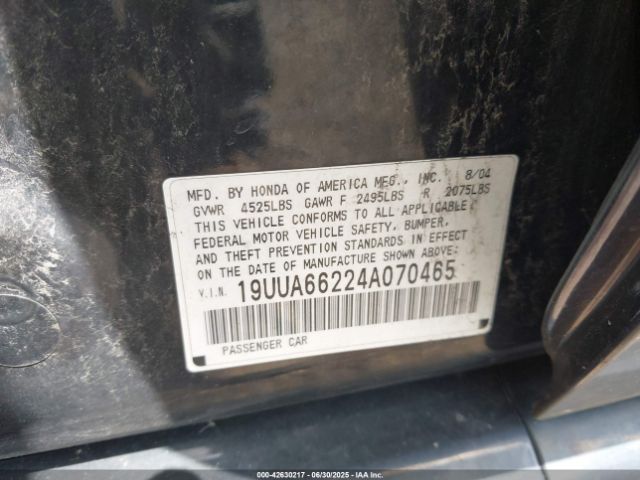 MFD. BY HONDA OF AMERICA MFG., INC. 8/04
GVWR 4525LBS GAWR F 2495LBS R 2075LBS
THIS VEHICLE CONFORMS TO ALL APPLICABLE
FEDERAL MOTOR VEHICLE SAFETY, BUMPER,
AND THEFT PREVENTION STANDARDS IN EFFECT
ON THE DATE OF MANUFACTURE SHOWN ABOVE.
V.I.N. 19UUA66224A070465
PASSENGER CAR
000-42630217 - 06/30/2025 - IAAI.COM